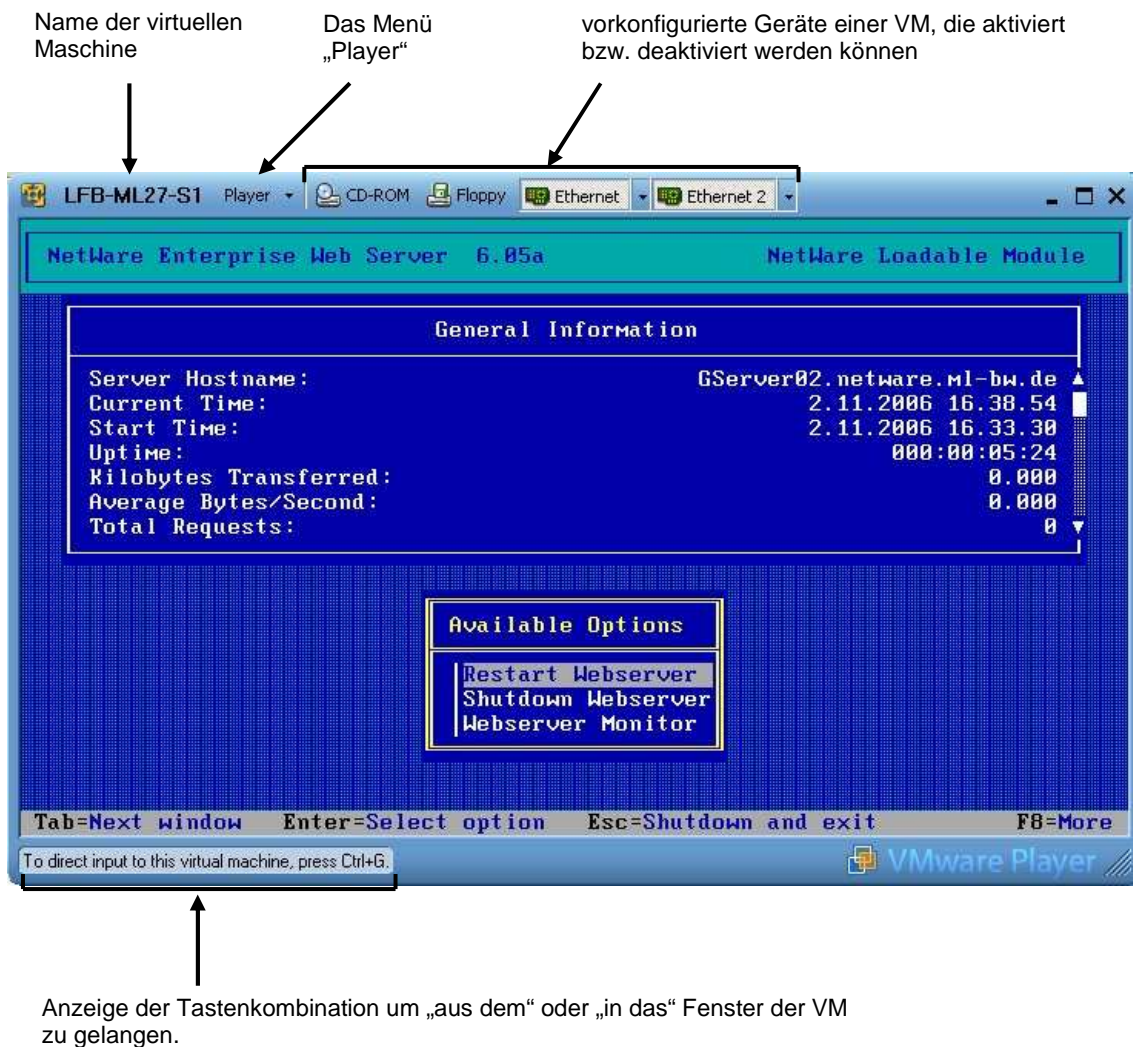 Name der virtuellen
Maschine
Das Menü
„Player“
vorkonfigurierte Geräte einer VM, die aktiviert
bzw. deaktiviert werden können
LFB-ML27-S1 Player CD-ROM Floppy Ethernet Ethernet 2
NetWare Enterprise Web Server 6.05a NetWare Loadable Module
General Information
Server Hostname: GServer02.netware.ml-bw.de
Current Time: 2.11.2006 16.38.54
Start Time: 2.11.2006 16.33.30
Uptime: 000:00:05:24
Kilobytes Transferred: 0.000
Average Bytes/Second: 0.000
Total Requests: 0
Available Options
Restart Webserver
Shutdown Webserver
Webserver Monitor
Tab=Next window Enter=Select option Esc=Shutdown and exit F8=More
To direct input to this virtual machine, press Ctrl+G.
VMware Player
Anzeige der Tastenkombination um „aus dem“ oder „in das“ Fenster der VM
zu gelangen.